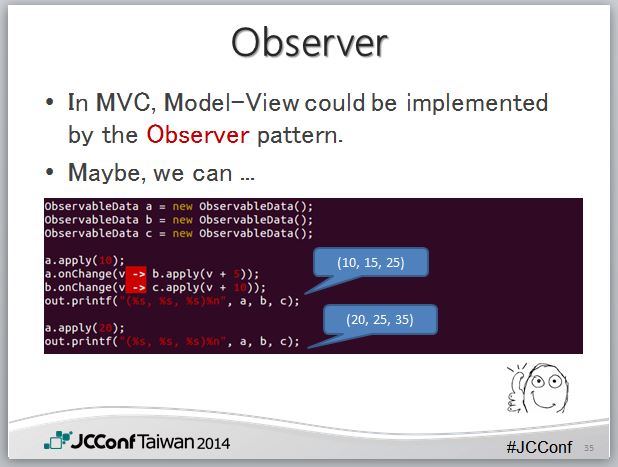 Observer
• In MVC, Model-View could be implemented
by the Observer pattern.
• Maybe, we can ...
ObservableData a = new ObservableData();
ObservableData b = new ObservableData();
ObservableData c = new ObservableData();
a.apply(10);
a.onChange(v -> b.apply(v + 5));
b.onChange(v -> c.apply(v + 10));
out.printf("(%s, %s, %s)%n", a, b, c);
(10, 15, 25)
a.apply(20);
out.printf("(%s, %s, %s)%n", a, b, c);
(20, 25, 35)
JCConf Taiwan 2014
#JCConf 35